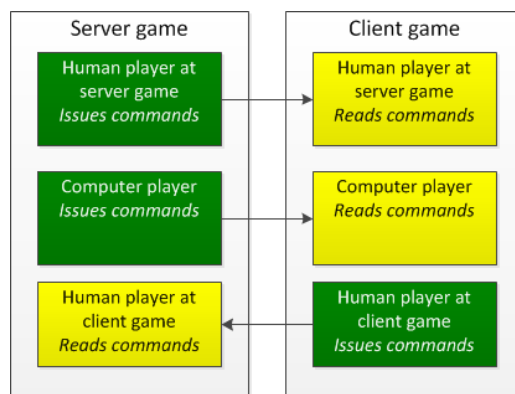 Server game
Human player at
server game
Issues commands
Computer player
Issues commands
Human player at
client game
Reads commands
Client game
Human player at
server game
Reads commands
Computer player
Reads commands
Human player at
client game
Issues commands